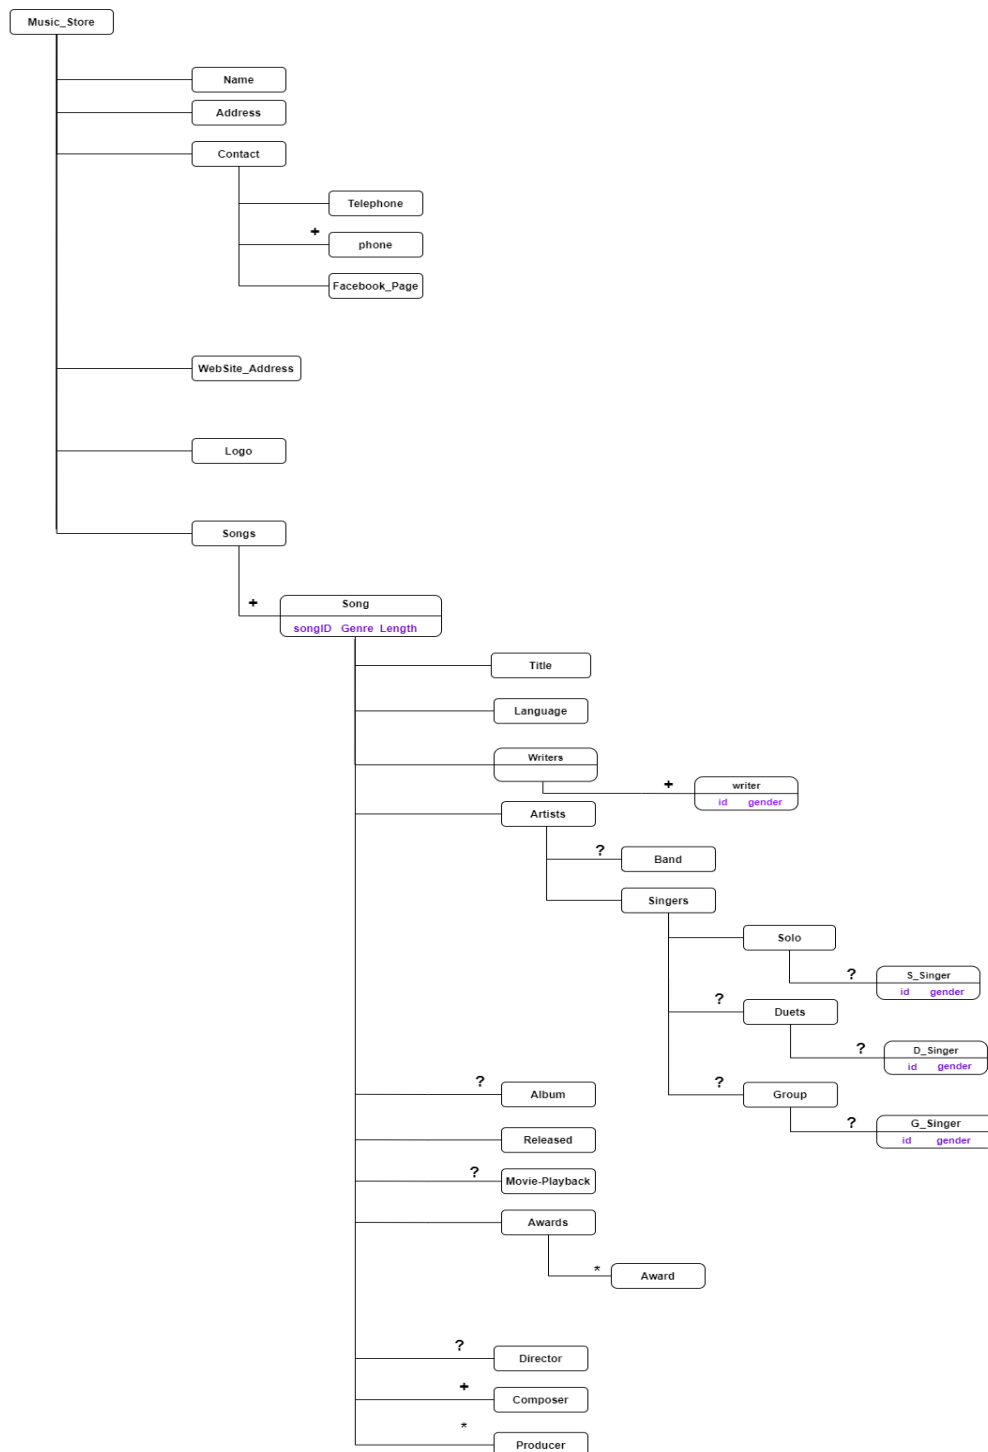 Music_Store
Name
Address
Contact
Telephone
+
phone
Facebook_Page
WebSite_Address
Logo
Songs
+
Song
songID Genre Length
Title
Language
Writers
+
writer
id gender
Artists
?
Band
Singers
Solo
?
S_Singer
id gender
?
Duets
?
D_Singer
id gender
?
Group
?
G_Singer
id gender
?
Album
Released
?
Movie-Playback
Awards
*
Award
?
Director
+
Composer
*
Producer